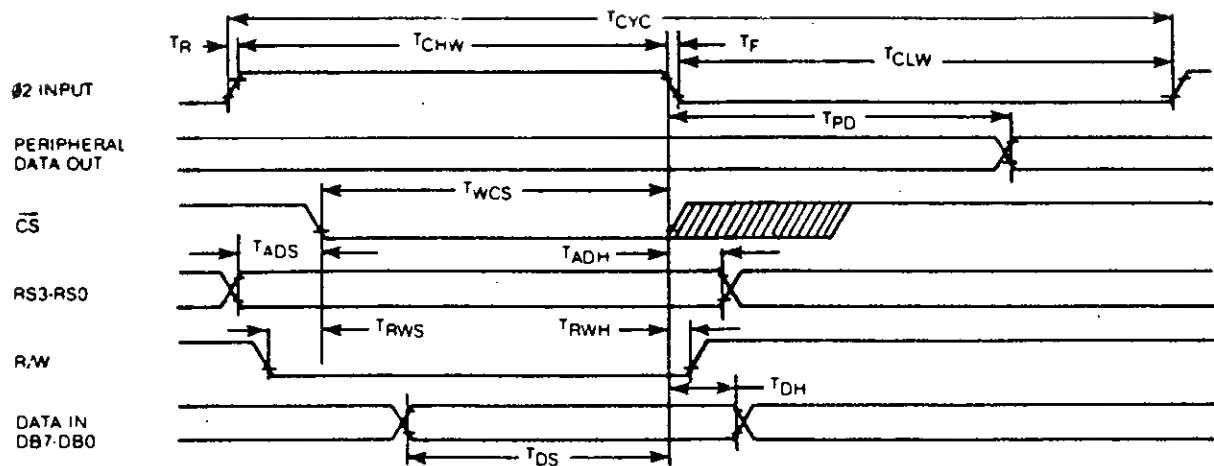 TCYC
TR TCHW TF
TCLW
ø2 INPUT
TPD
PERIPHERAL
DATA OUT
TWCS
C̅S̅
TADS TADH
RS3-RS0
TRWS TRWH
R/W
TDH
DATA IN
DB7-DB0
TDS